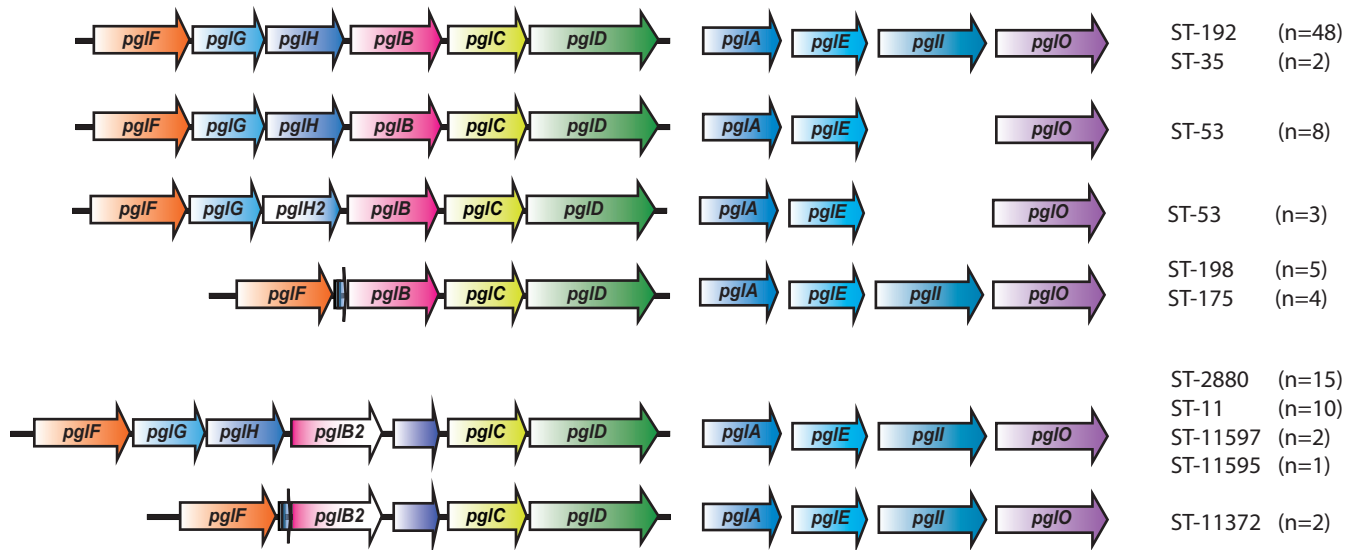 pglF pglG pglH pglB pglC pglD pglA pglE pglI pglO ST-192 (n=48)
ST-35 (n=2)
pglF pglG pglH pglB pglC pglD pglA pglE pglO ST-53 (n=8)
pglF pglG pglH2 pglB pglC pglD pglA pglE pglO ST-53 (n=3)
ST-198 (n=5)
pglF pglB pglC pglD pglA pglE pglI pglO ST-175 (n=4)
ST-2880 (n=15)
ST-11 (n=10)
pglF pglG pglH pglB2 pglC pglD pglA pglE pglI pglO ST-11597 (n=2)
ST-11595 (n=1)
pglF pglB2 pglC pglD pglA pglE pglI pglO ST-11372 (n=2)